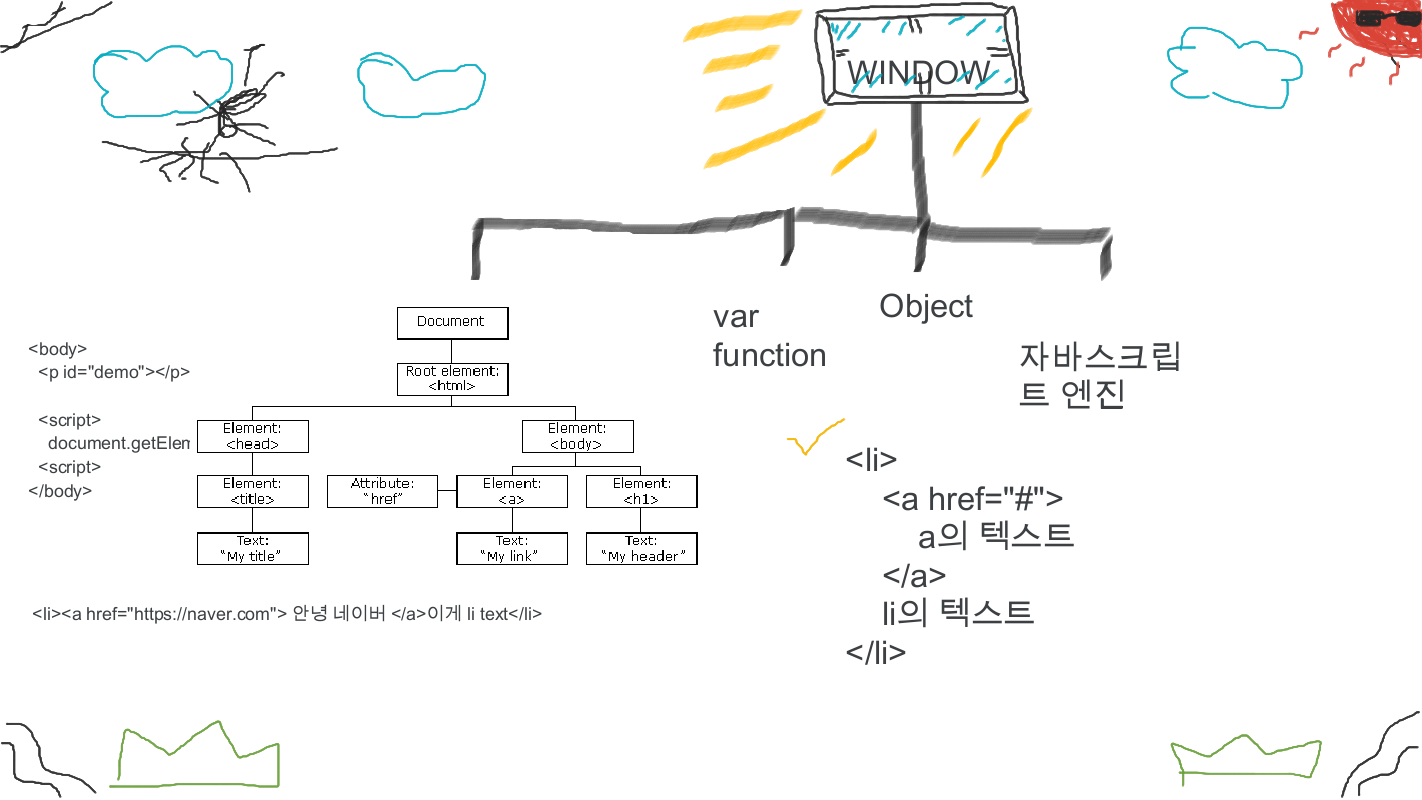 WINDOW
Object
var
function
자바스크립
트 엔진
Document
Root element:
<html>
Element:
<head>
Element:
<body>
Element:
<title>
Attribute:
“href”
Element:
<a>
Element:
<h1>
Text:
“My title”
Text:
“My link”
Text:
“My header”
<body>
<p id="demo"></p>
<script>
document.getElem
<script>
</body>
<li><a href="https://naver.com"> 안녕 네이버 </a>이게 li text</li>
<li>
<a href="#">
a의 텍스트
</a>
li의 텍스트
</li>